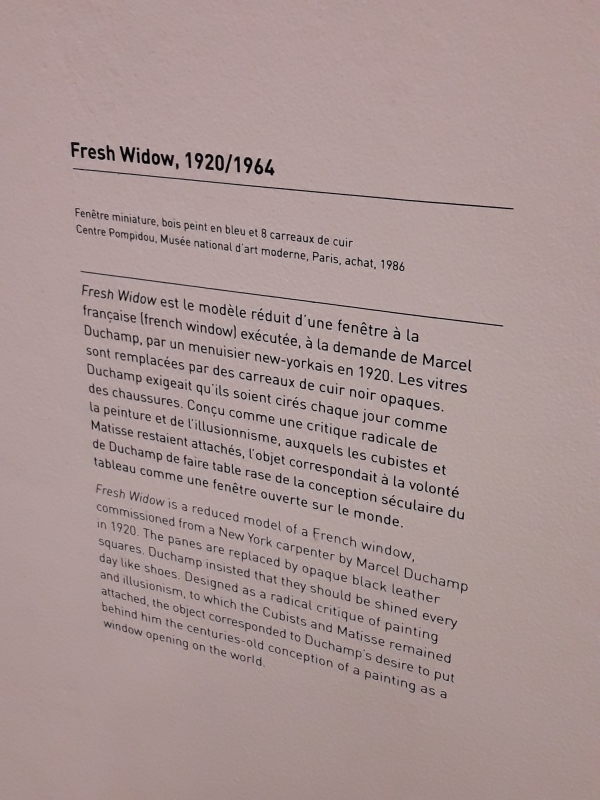 Fresh Widow, 1920/1964
Fenêtre miniature, bois peint en bleu et 8 carreaux de cuir
Centre Pompidou, Musée national d'art moderne, Paris, achat, 1986
Fresh Widow est le modèle réduit d'une fenêtre à la
française (french window) exécutée, à la demande de Marcel
Duchamp, par un menuisier new-yorkais en 1920. Les vitres
sont remplacées par des carreaux de cuir noir opaques.
Duchamp exigeait qu'ils soient cirés chaque jour comme
des chaussures. Conçu comme une critique radicale de
la peinture et de l'illusionnisme, auxquels les cubistes et
Matisse restaient attachés, l'objet correspondait à la volonté
de Duchamp de faire table rase de la conception séculaire du
tableau comme une fenêtre ouverte sur le monde.
Fresh Widow is a reduced model of a French window,
commissioned from a New York carpenter by Marcel Duchamp
in 1920. The panes are replaced by opaque black leather
squares. Duchamp insisted that they should be shined every
day like shoes. Designed as a radical critique of painting
and illusionism, to which the Cubists and Matisse remained
attached, the object corresponded to Duchamp's desire to put
behind him the centuries-old conception of a painting as a
window opening on the world.